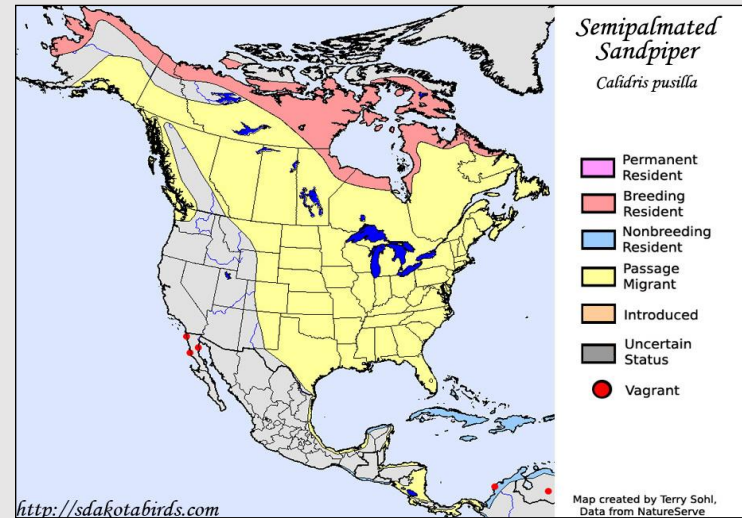 Semipalmated
Sandpiper
Calidris pusilla
Permanent
Resident
Breeding
Resident
Nonbreeding
Resident
Passage
Migrant
Introduced
Uncertain
Status
Vagrant
Map created by Terry Sohl,
Data from NatureServe
http://sdakotabirds.com